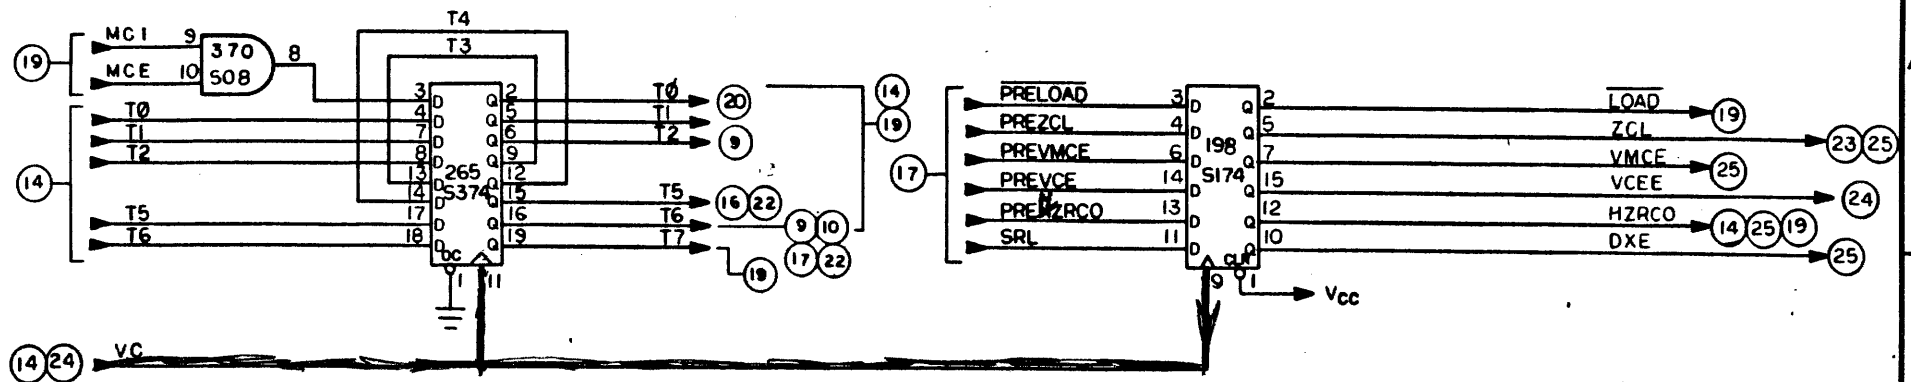 T4
T3
19 MCI 9
MCE 10
370
S08
8
14
T0 3 D Q 2 TØ 20
T0 4 D Q 5 T1
T1 7 D Q 6 T2 9
T2 8 D Q 9
265
S374
13 D Q 12
14 D Q 15 T5 16 22
T5 17 D Q 16 T6 9 10
T6 18 D Q 19 T7 17 22
19
OC
1 11
14
19
17
PRELOAD 3 D Q 2 LOAD 19
PREZCL 4 D Q 5 ZCL 23 25
198
S174
PREVMCE 6 D Q 7 VMCE 25
PREVCE 14 D Q 15 VCEE 24
PREHZRCO 13 D Q 12 HZRCO 14 25 19
SRL 11 D Q 10 DXE 25
CLR
9 1
VCC
14 24 VC